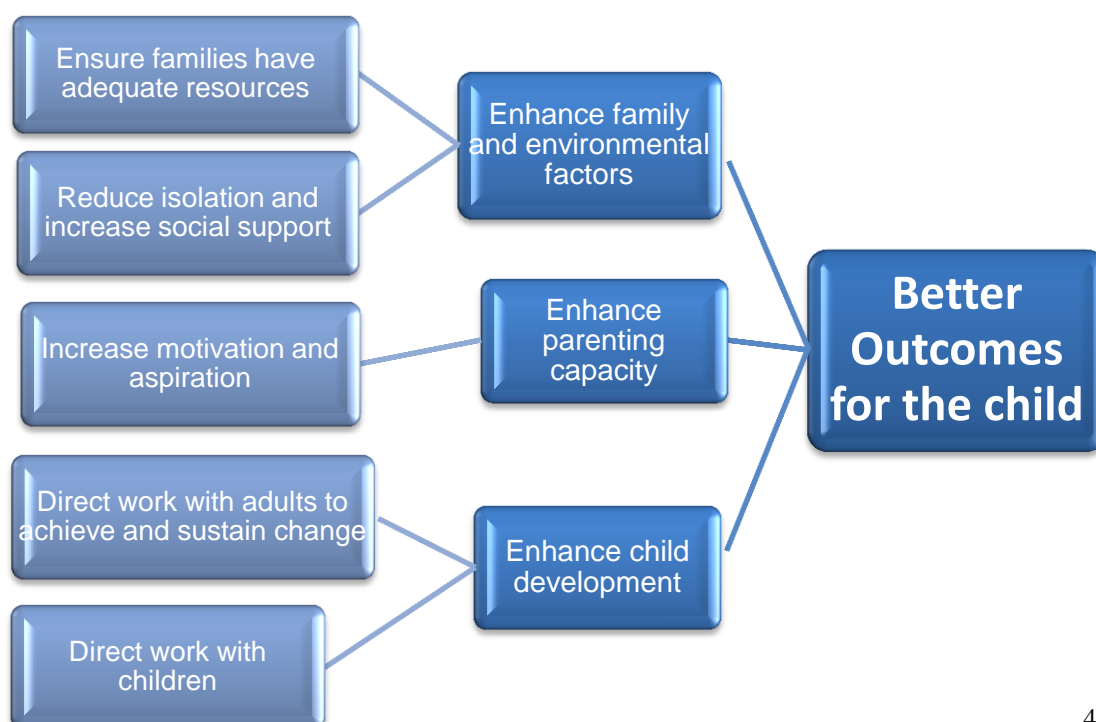 Ensure families have
adequate resources
Reduce isolation and
increase social support
Increase motivation and
aspiration
Direct work with adults to
achieve and sustain change
Direct work with
children
Enhance family
and environmental
factors
Enhance
parenting
capacity
Enhance child
development
Better
Outcomes
for the child
4